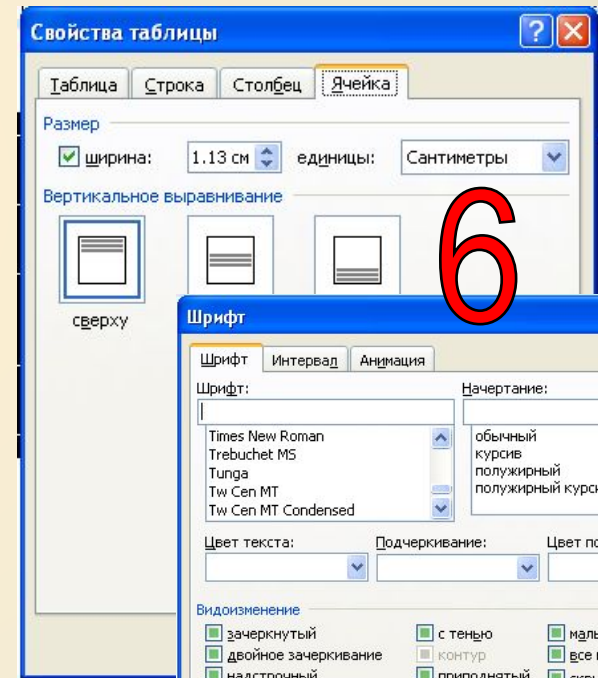 Свойства таблицы
Таблица Строка Столбец Ячейка
Размер
ширина: 1.13 см единицы: Сантиметры
Вертикальное выравнивание
6
сверху
Шрифт
Шрифт Интервал Анимация
Шрифт: Начертание:
Times New Roman обычный
Trebuchet MS курсив
Tunga полужирный
Tw Cen MT полужирный
Tw Cen MT Condensed
Цвет текста: Подчеркивание: Цвет
Видоизменение
зачеркнутый с тенью
двойное зачеркивание контур все
надстрочный приподнятый